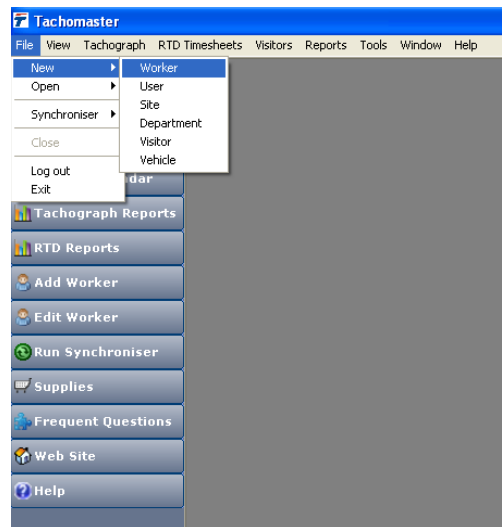 Tachomaster
File View Tachograph RTD Timesheets Visitors Reports Tools Window Help
New
Open
Synchroniser
Close
Log out
Exit
Worker
User
Site
Department
Visitor
Vehicle
dar
Tachograph Reports
RTD Reports
Add Worker
Edit Worker
Run Synchroniser
Supplies
Frequent Questions
Web Site
Help